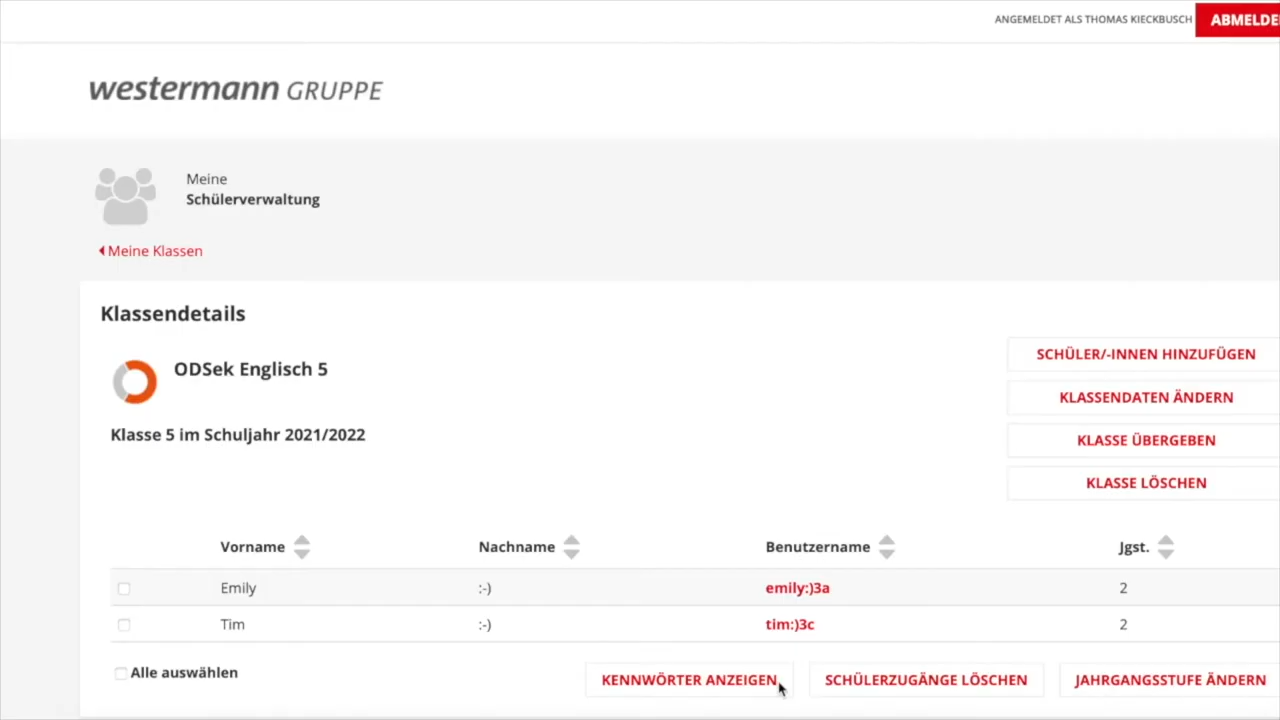 ANGEMELDET ALS THOMAS KIECKBUSCH ABMELDE
westermann GRUPPE
Meine
Schülerverwaltung
Meine Klassen
Klassendetails
ODSek Englisch 5
Klasse 5 im Schuljahr 2021/2022
SCHÜLER/-INNEN HINZUFÜGEN
KLASSENDATEN ÄNDERN
KLASSE ÜBERGEBEN
KLASSE LÖSCHEN
Vorname Nachname Benutzername Jgst.
Emily :-) emily:)3a 2
Tim :-) tim:)3c 2
Alle auswählen KENNWÖRTER ANZEIGEN SCHÜLERZUGÄNGE LÖSCHEN JAHRGANGSSTUFE ÄNDERN